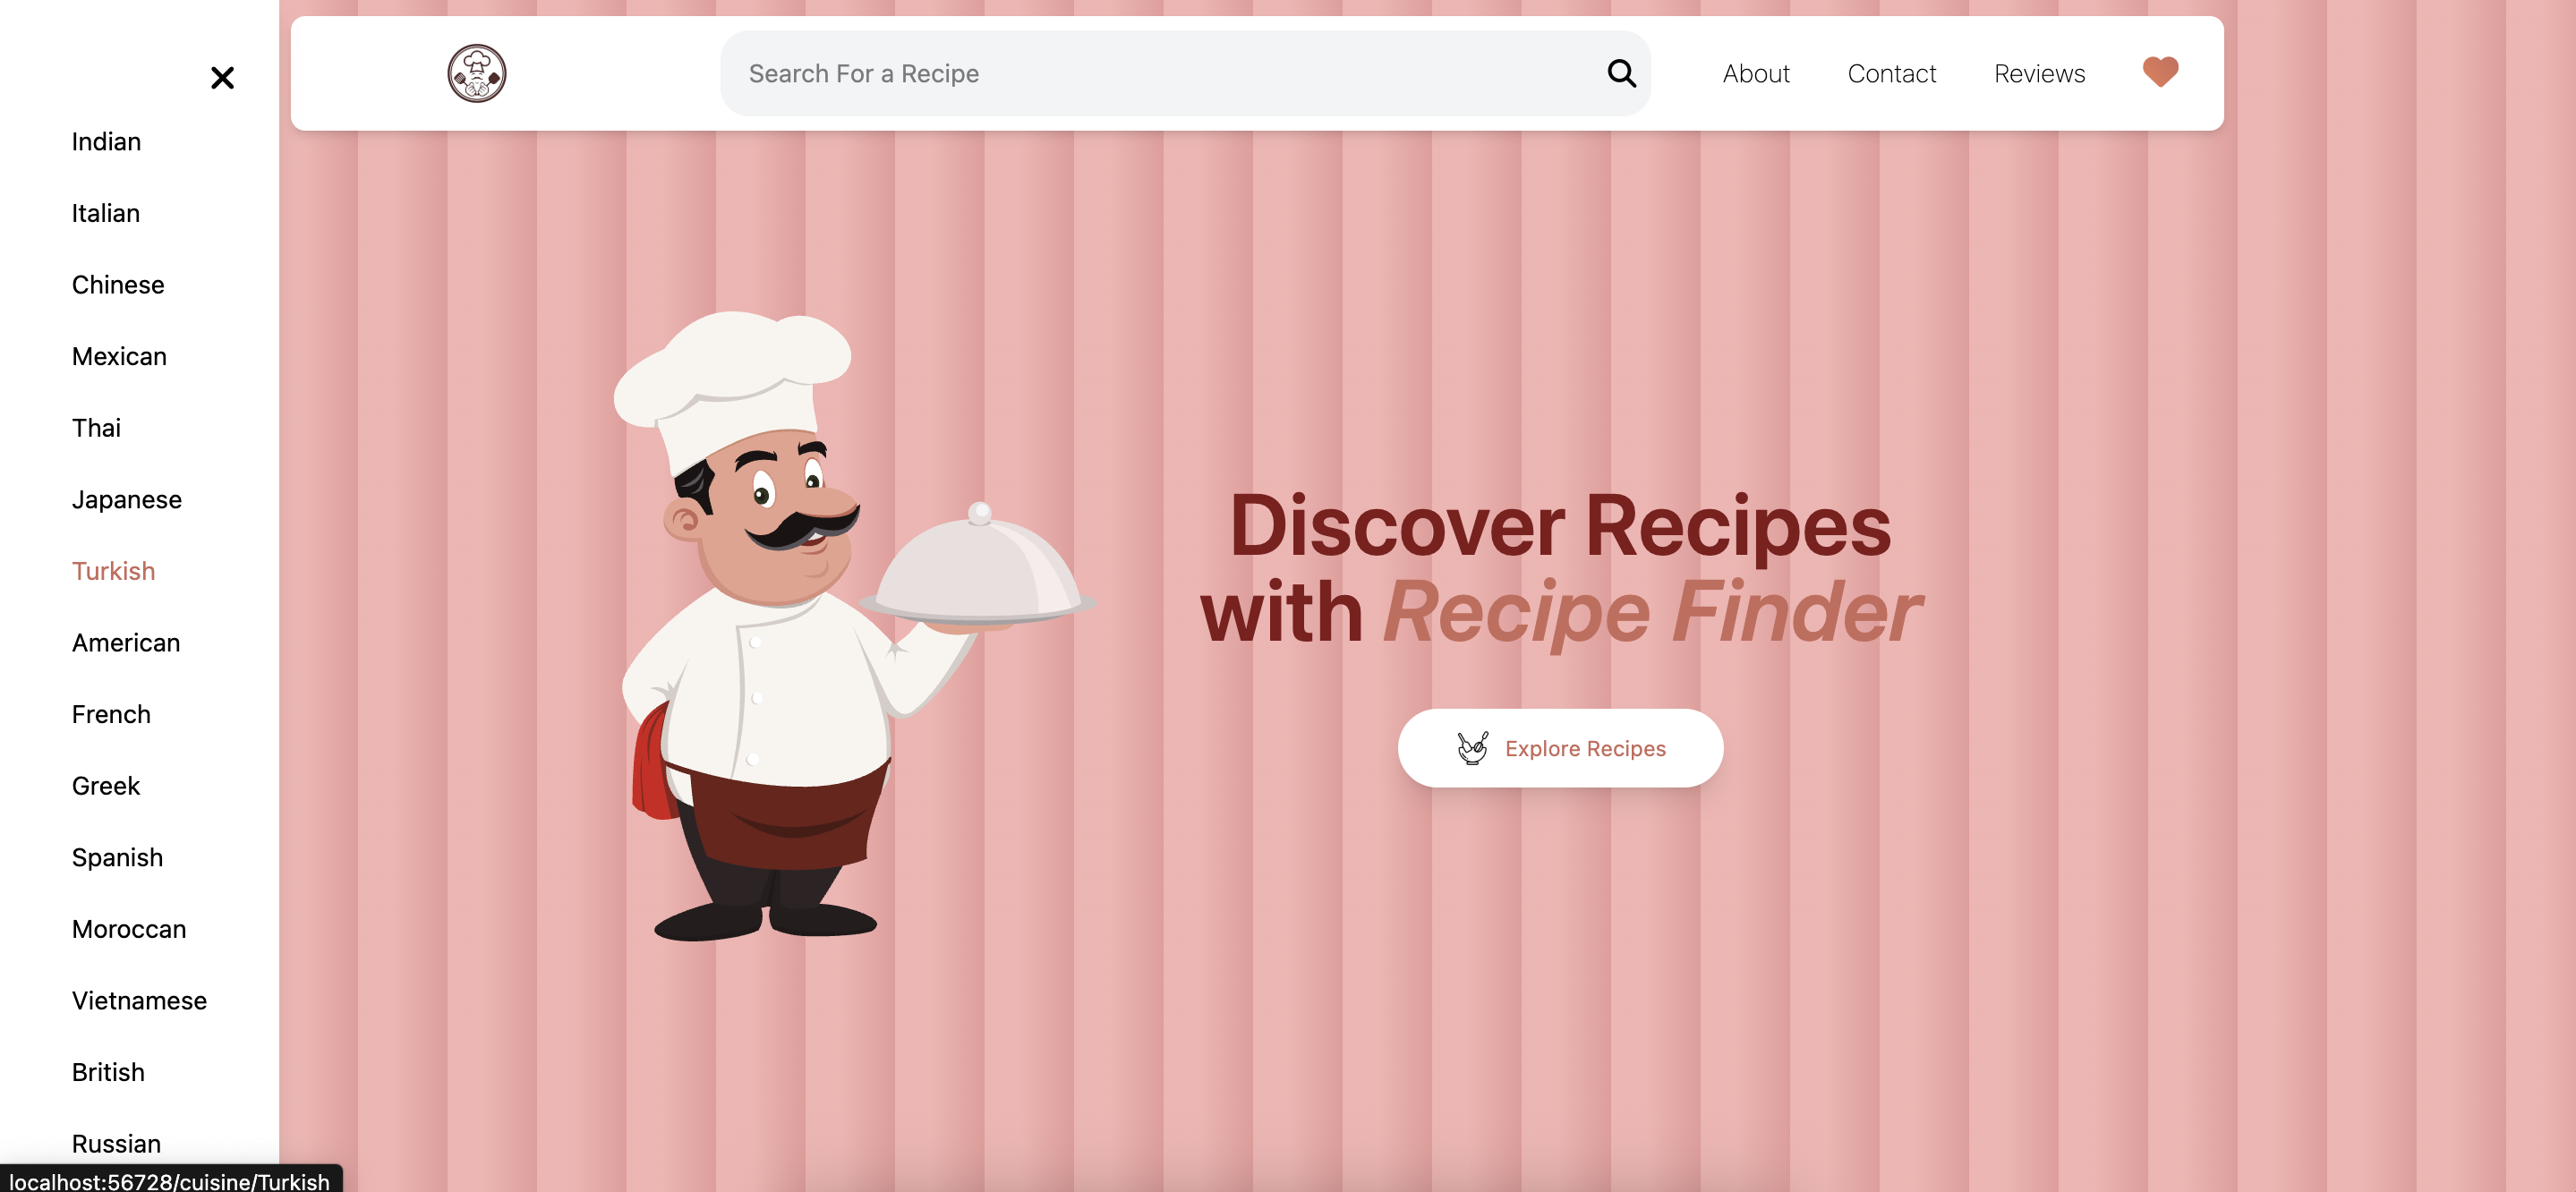 Search For a Recipe
About
Contact
Reviews
Indian
Italian
Chinese
Mexican
Thai
Japanese
Turkish
American
French
Greek
Spanish
Moroccan
Vietnamese
British
Russian
Discover Recipes
with Recipe Finder
Explore Recipes
localhost:56728/cuisine/Turkish